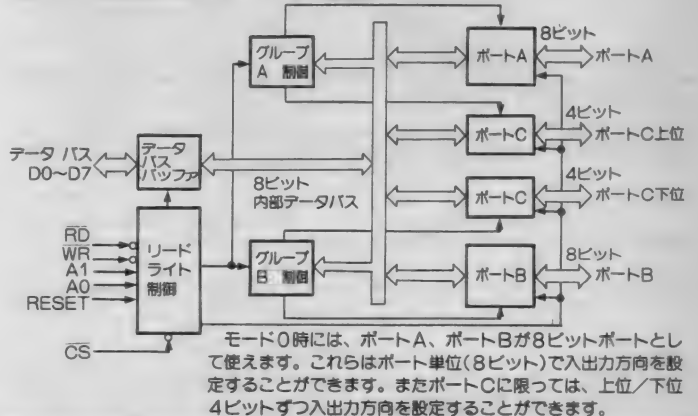 8ビット
グループ
A 制御
ポートA
ポートA
4ビット
ポートC
ポートC上位
データ バス
D0〜D7
データ
バス
バッファ
8ビット
内部データバス
4ビット
ポートC
ポートC下位
RD
WR
A1
A0
RESET
CS
リード
ライト
制御
グループ
B 制御
8ビット
ポートB
ポートB
モード0時には、ポートA、ポートBが8ビットポートとし
て使えます。これらはポート単位(8ビット)で入出力方向を設
定することができます。またポートCに限っては、上位/下位
4ビットずつ入出力方向を設定することができます